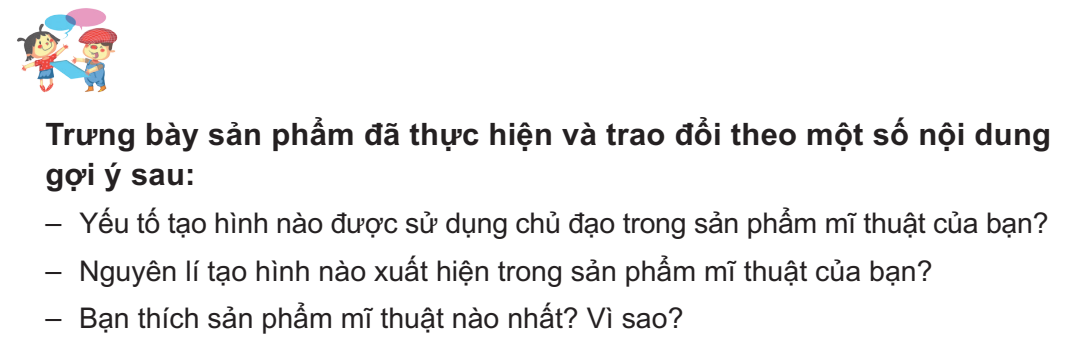 Trưng bày sản phẩm đã thực hiện và trao đổi theo một số nội dung
gợi ý sau:
– Yếu tố tạo hình nào được sử dụng chủ đạo trong sản phẩm mĩ thuật của bạn?
– Nguyên lí tạo hình nào xuất hiện trong sản phẩm mĩ thuật của bạn?
– Bạn thích sản phẩm mĩ thuật nào nhất? Vì sao?